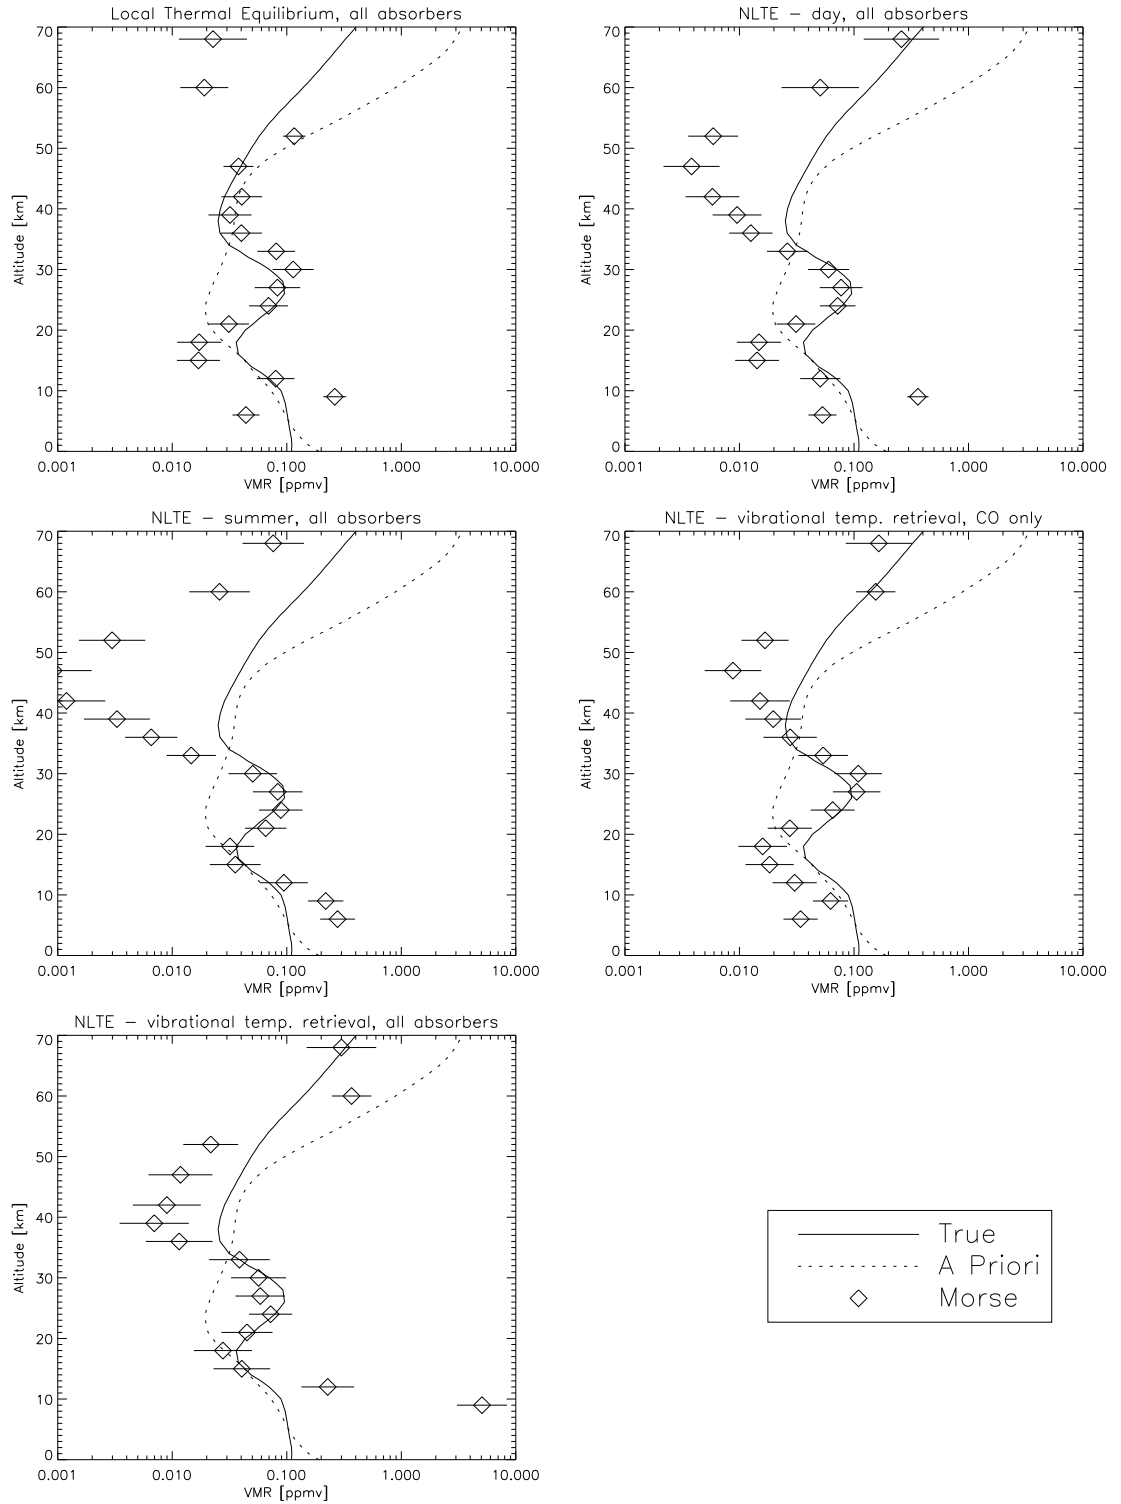 Local Thermal Equilibrium, all absorbers
70
60
50
40
30
20
10
0
Altitude [km]
0.001 0.010 0.100 1.000 10.000
VMR [ppmv]
NLTE – day, all absorbers
70
60
50
40
30
20
10
0
Altitude [km]
0.001 0.010 0.100 1.000 10.000
VMR [ppmv]
NLTE – summer, all absorbers
70
60
50
40
30
20
10
0
Altitude [km]
0.001 0.010 0.100 1.000 10.000
VMR [ppmv]
NLTE – vibrational temp. retrieval, CO only
70
60
50
40
30
20
10
0
Altitude [km]
0.001 0.010 0.100 1.000 10.000
VMR [ppmv]
NLTE – vibrational temp. retrieval, all absorbers
70
60
50
40
30
20
10
0
Altitude [km]
0.001 0.010 0.100 1.000 10.000
VMR [ppmv]
True
A Priori
Morse